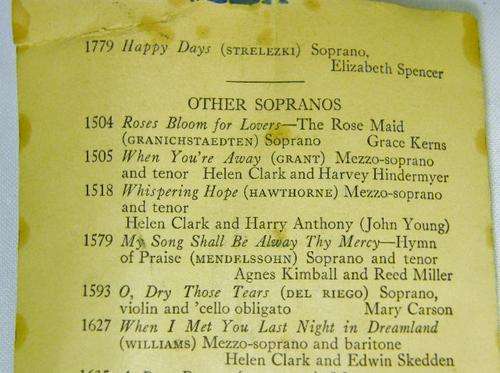 1779 Happy Days (STRELEZKI) Soprano,
Elizabeth Spencer
OTHER SOPRANOS
1504 Roses Bloom for Lovers—The Rose Maid
(GRANICHSTAEDTEN) Soprano Grace Kerns
1505 When You're Away (GRANT) Mezzo-soprano
and tenor Helen Clark and Harvey Hindermyer
1518 Whispering Hope (HAWTHORNE) Mezzo-soprano
and tenor
Helen Clark and Harry Anthony (John Young)
1579 My Song Shall Be Alway Thy Mercy—Hymn
of Praise (MENDELSSOHN) Soprano and tenor
Agnes Kimball and Reed Miller
1593 O, Dry Those Tears (DEL RIEGO) Soprano,
violin and 'cello obligato Mary Carson
1627 When I Met You Last Night in Dreamland
(WILLIAMS) Mezzo-soprano and baritone
Helen Clark and Edwin Skedden